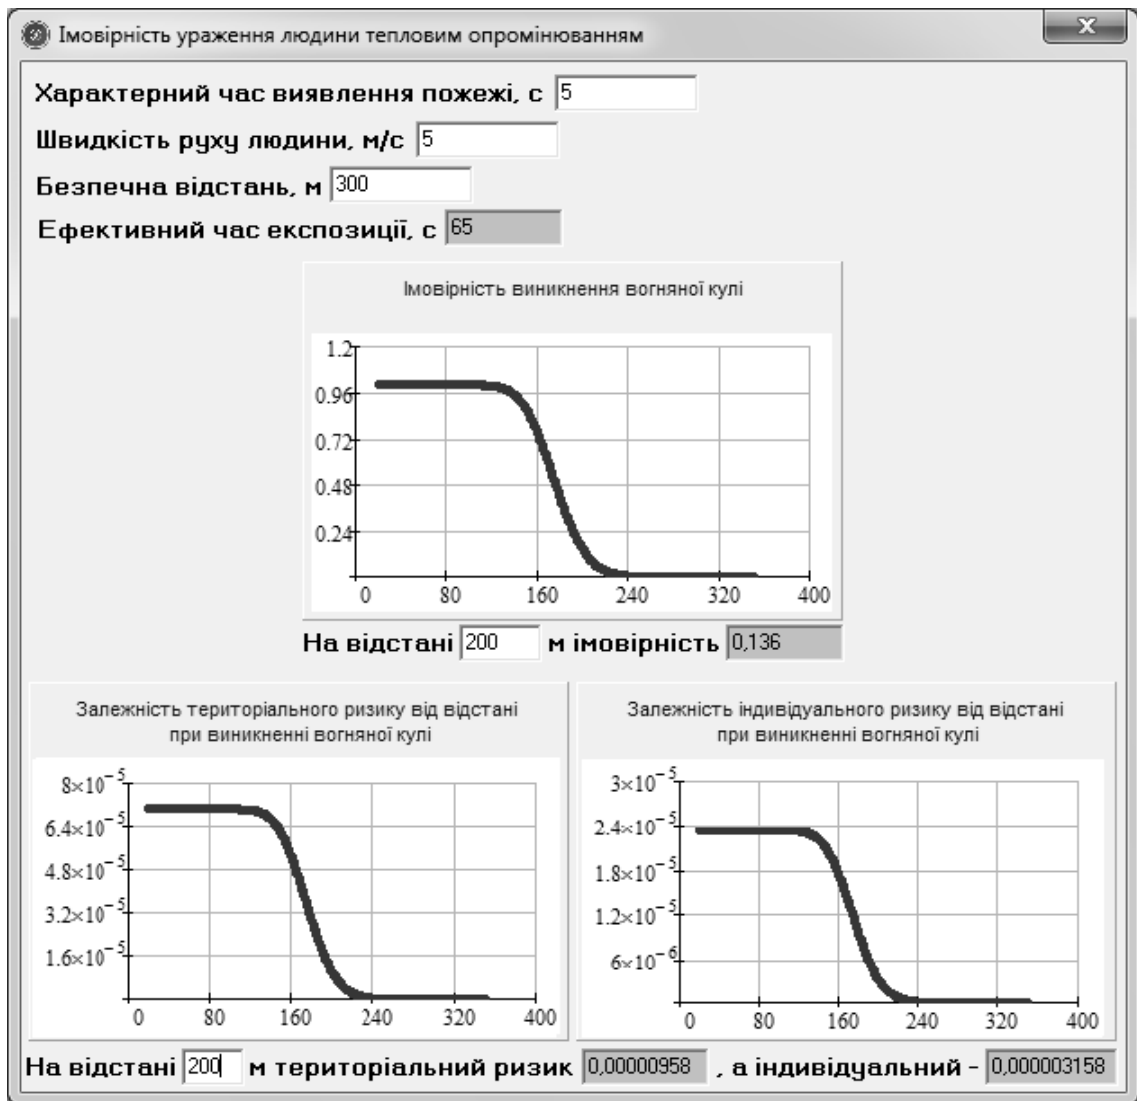 Імовірність ураження людини тепловим опромінюванням
Характерний час виявлення пожежі, с 5
Швидкість руху людини, м/с 5
Безпечна відстань, м 300
Ефективний час експозиції, с 65
Імовірність виникнення вогняної кулі
1.2
0.96
0.72
0.48
0.24
0 80 160 240 320 400
На відстані 200 м імовірність 0,136
Залежність територіального ризику від відстані
при виникненні вогняної кулі
8×10⁻⁵
6.4×10⁻⁵
4.8×10⁻⁵
3.2×10⁻⁵
1.6×10⁻⁵
0 80 160 240 320 400
Залежність індивідуального ризику від відстані
при виникненні вогняної кулі
3×10⁻⁵
2.4×10⁻⁵
1.8×10⁻⁵
1.2×10⁻⁵
6×10⁻⁶
0 80 160 240 320 400
На відстані 200 м територіальний ризик 0,00000958 , а індивідуальний - 0,000003158